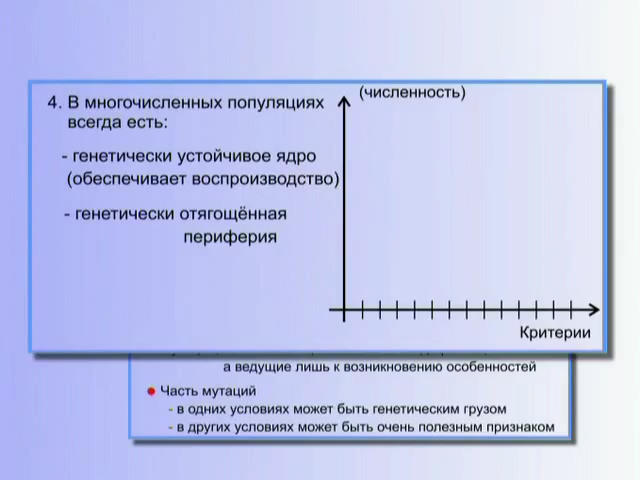 (численность)
4. В многочисленных популяциях
всегда есть:
- генетически устойчивое ядро
(обеспечивает воспроизводство)
- генетически отягощённая
периферия
Критерии
а ведущие лишь к возникновению особенностей
Часть мутаций
- в одних условиях может быть генетическим грузом
- в других условиях может быть очень полезным признаком